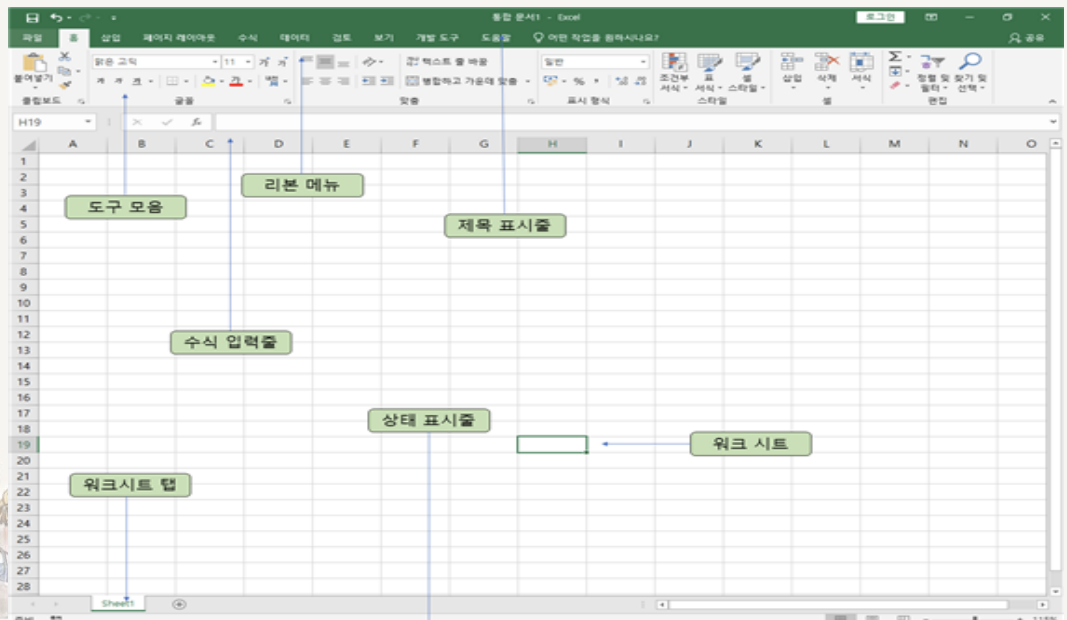 통합 문서1 - Excel 로그인
파일 홈 삽입 페이지 레이아웃 수식 데이터 검토 보기 개발 도구 도움말 어떤 작업을 원하시나요? 공유
붙여넣기 맑은 고딕 11 가 가 텍스트 줄 바꿈 일반 조건부 서식 표 서식 셀 스타일 삽입 삭제 서식 정렬 및 필터 찾기 및 선택
가 가 가 가 병합하고 가운데 맞춤 %
클립보드 글꼴 맞춤 표시 형식 스타일 셀 편집
H19 fx
A B C D E F G H I J K L M N O
1
2
리본 메뉴
3
도구 모음
4
제목 표시줄
5
6
7
8
9
10
11
12
수식 입력줄
13
14
15
16
17
상태 표시줄
18
19
워크 시트
20
21
워크시트 탭
22
23
24
25
26
27
28
Sheet1